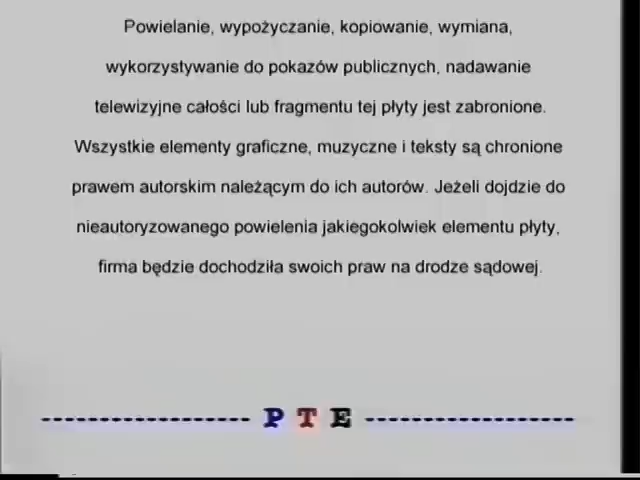 Powielanie, wypożyczanie, kopiowanie, wymiana,
wykorzystywanie do pokazów publicznych, nadawanie
telewizyjne całości lub fragmentu tej płyty jest zabronione.
Wszystkie elementy graficzne, muzyczne i teksty są chronione
prawem autorskim należącym do ich autorów. Jeżeli dojdzie do
nieautoryzowanego powielenia jakiegokolwiek elementu płyty,
firma będzie dochodziła swoich praw na drodze sądowej.
------------------ P T E ------------------